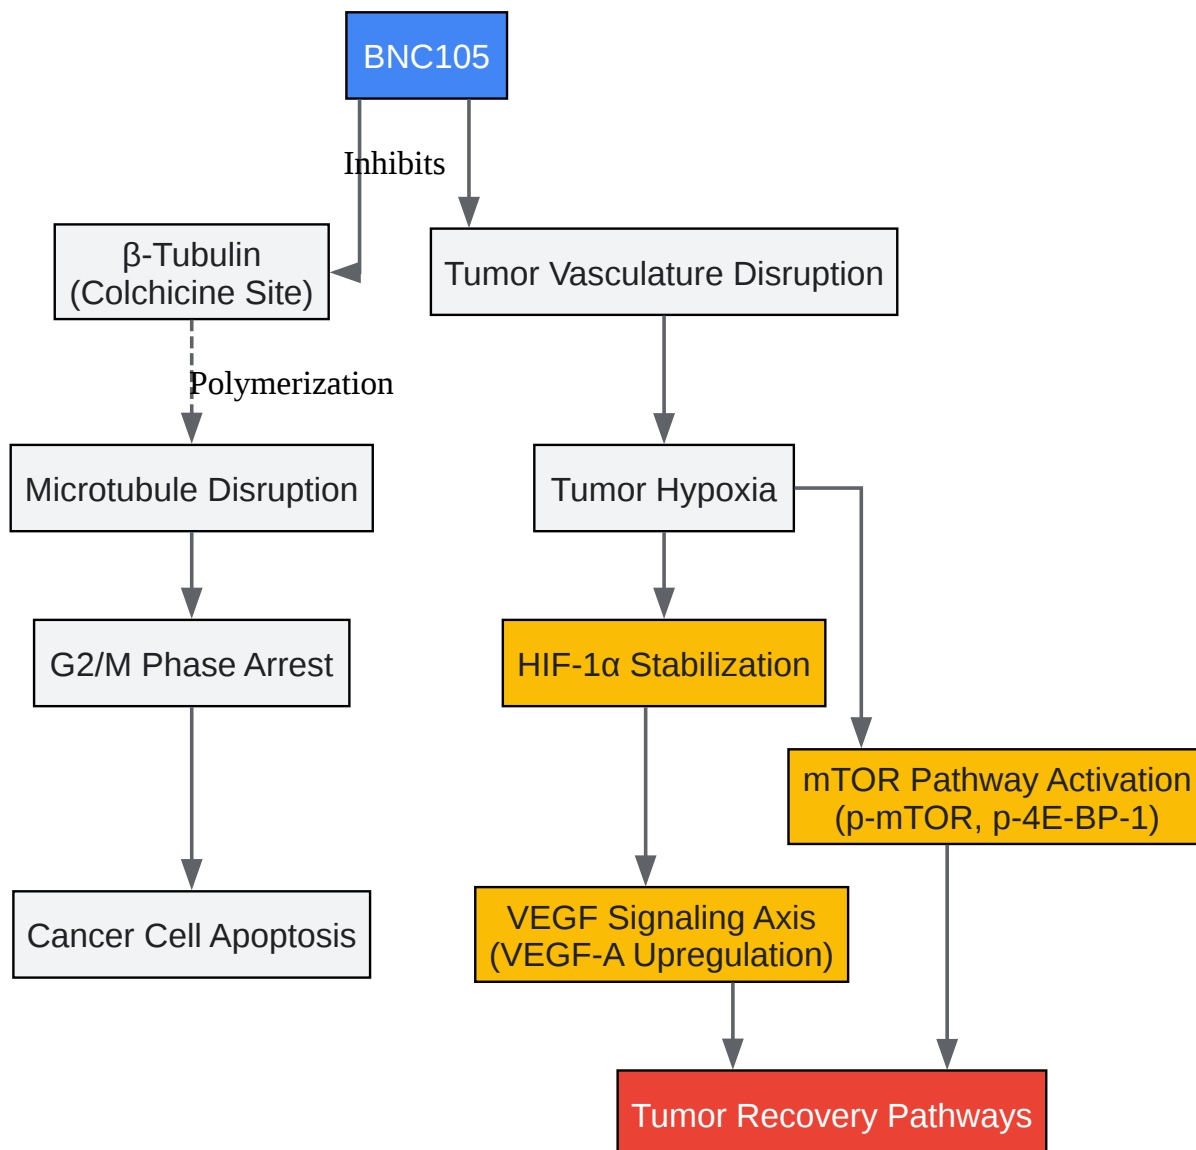 BNC105
Inhibits
β-Tubulin
(Colchicine Site)
Tumor Vasculature Disruption
Polymerization
Microtubule Disruption
Tumor Hypoxia
G2/M Phase Arrest
HIF-1α Stabilization
mTOR Pathway Activation
(p-mTOR, p-4E-BP-1)
Cancer Cell Apoptosis
VEGF Signaling Axis
(VEGF-A Upregulation)
Tumor Recovery Pathways